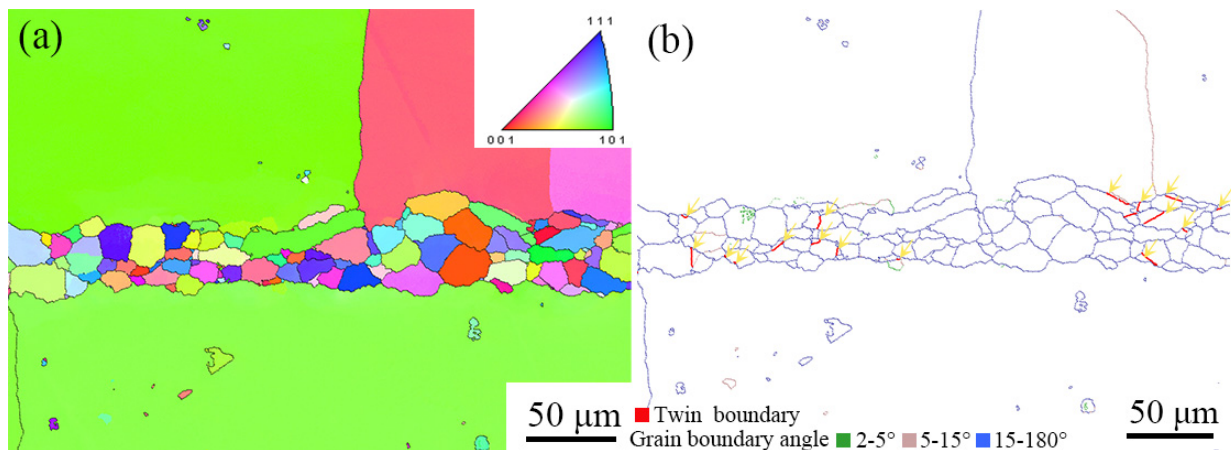 (a)
111
001 101
50 μm
(b)
Twin boundary
Grain boundary angle 2-5° 5-15° 15-180°
50 μm